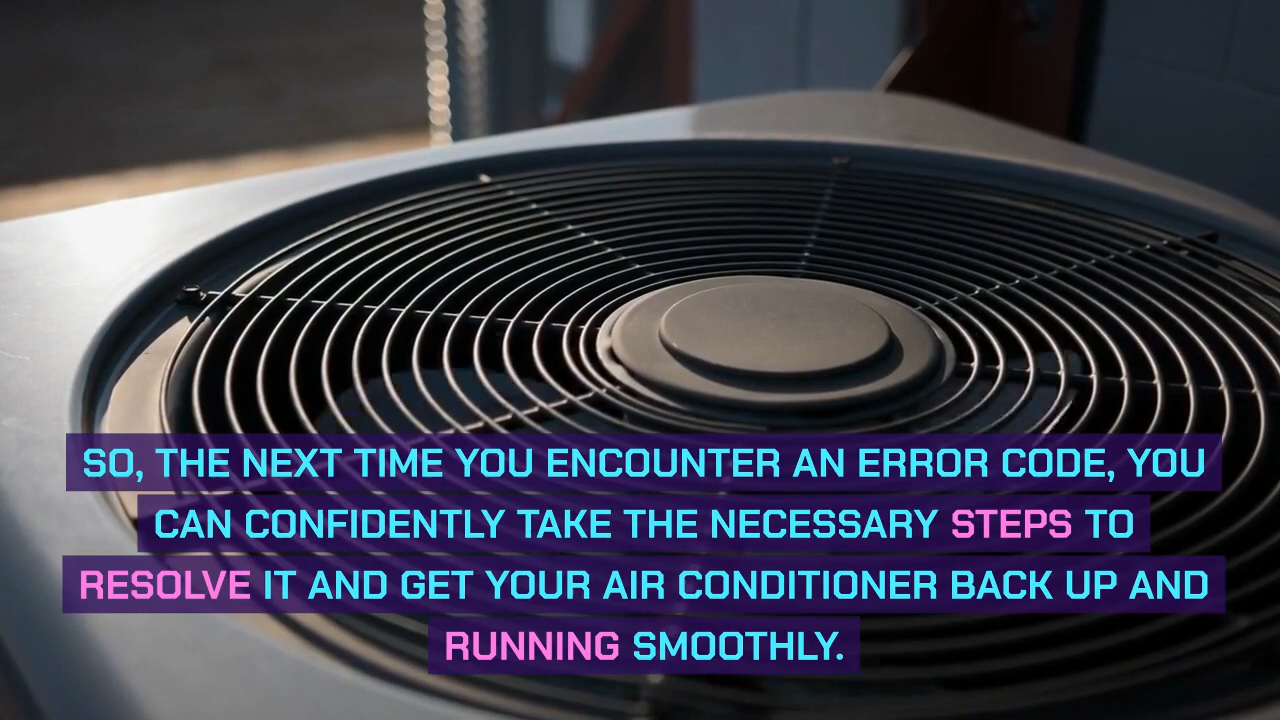 SO, THE NEXT TIME YOU ENCOUNTER AN ERROR CODE, YOU
CAN CONFIDENTLY TAKE THE NECESSARY STEPS TO
RESOLVE IT AND GET YOUR AIR CONDITIONER BACK UP AND
RUNNING SMOOTHLY.